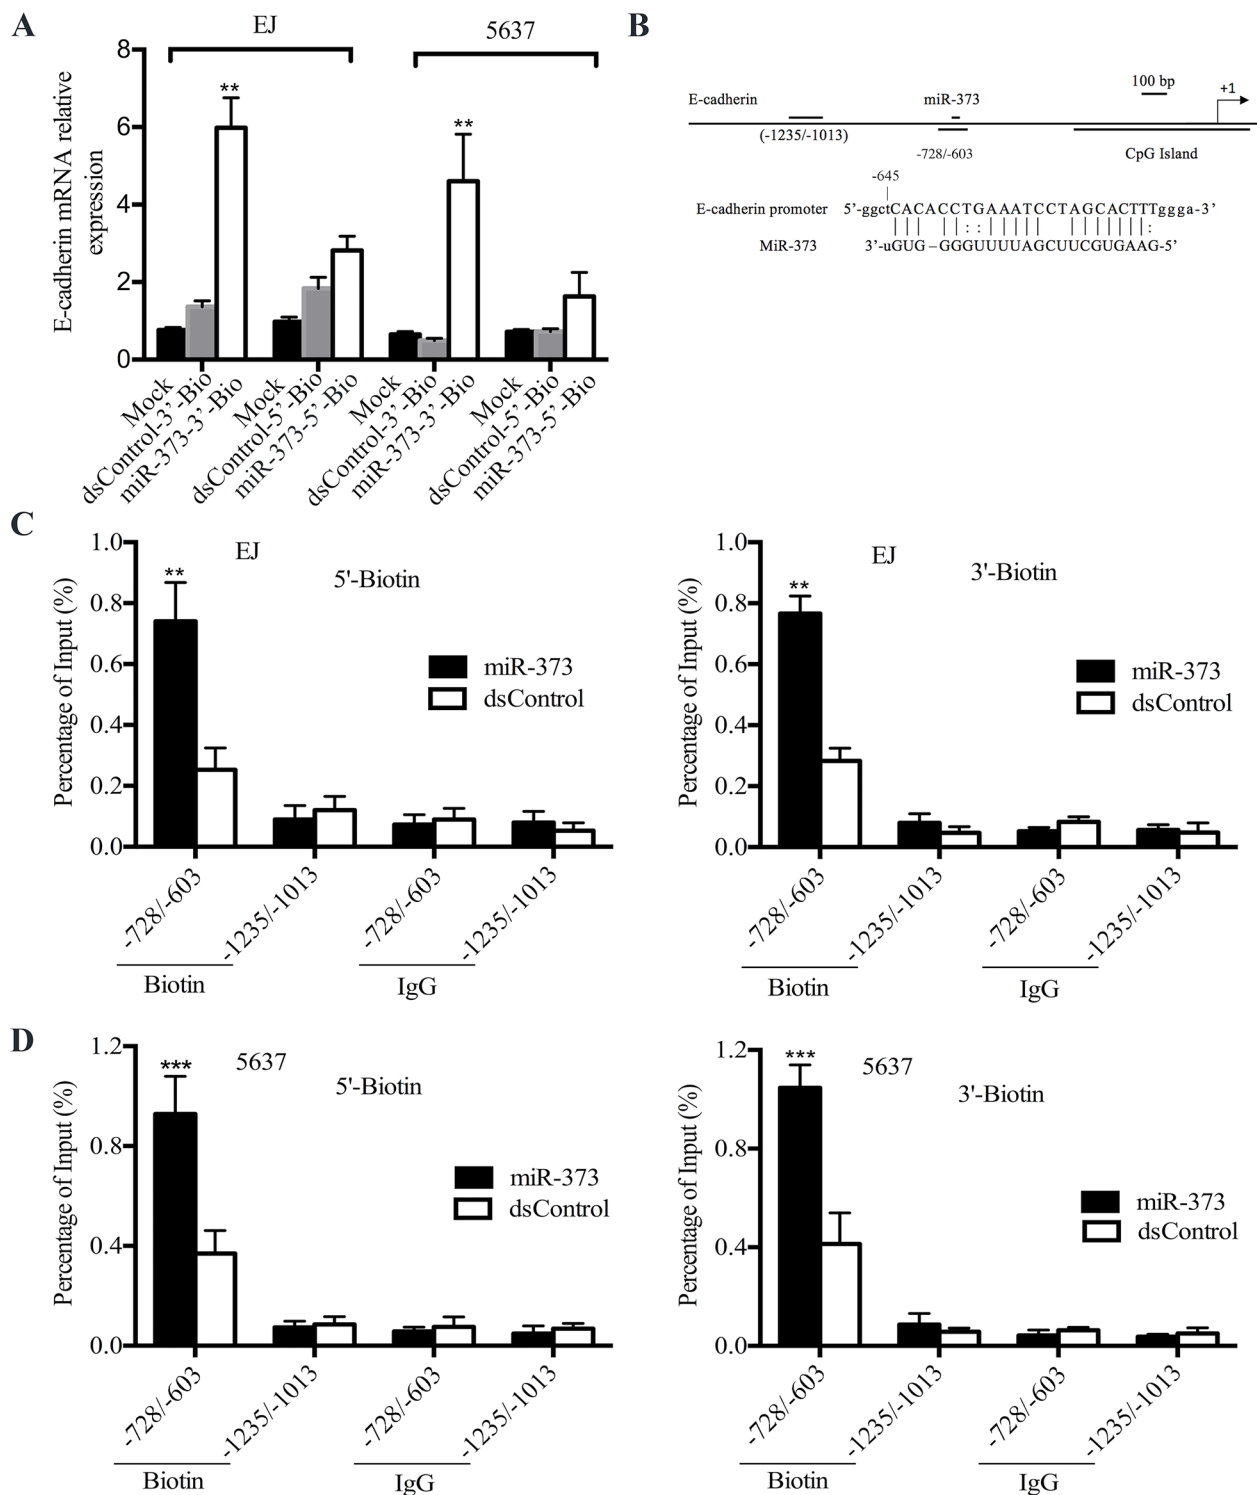 A
EJ
5637
E-cadherin mRNA relative
expression
8
6
4
2
0
**
**
Mock
dsControl-3’-Bio
miR-373-3’-Bio
Mock
dsControl-5’-Bio
miR-373-5’-Bio
Mock
dsControl-3’-Bio
miR-373-3’-Bio
Mock
dsControl-5’-Bio
miR-373-5’-Bio
B
100 bp
+1
E-cadherin
miR-373
(-1235/-1013)
-728/-603
CpG Island
-645
E-cadherin promoter 5’-ggctCACACCTGAAATCCTAGCACTTTggga-3’
MiR-373 3’-uGUG–GGGUUUUAGCUUCGUGAAG-5’
C
EJ
5'-Biotin
Percentage of Input (%)
1.0
0.8
0.6
0.4
0.2
0.0
**
miR-373
dsControl
-728/-603
-1235/-1013
-728/-603
-1235/-1013
Biotin
IgG
EJ
3'-Biotin
Percentage of Input (%)
1.0
0.8
0.6
0.4
0.2
0.0
**
miR-373
dsControl
-728/-603
-1235/-1013
-728/-603
-1235/-1013
Biotin
IgG
D
5637
5'-Biotin
Percentage of Input (%)
1.2
0.8
0.4
0.0
***
miR-373
dsControl
-728/-603
-1235/-1013
-728/-603
-1235/-1013
Biotin
IgG
5637
3'-Biotin
Percentage of Input (%)
1.2
0.8
0.4
0.0
***
miR-373
dsControl
-728/-603
-1235/-1013
-728/-603
-1235/-1013
Biotin
IgG